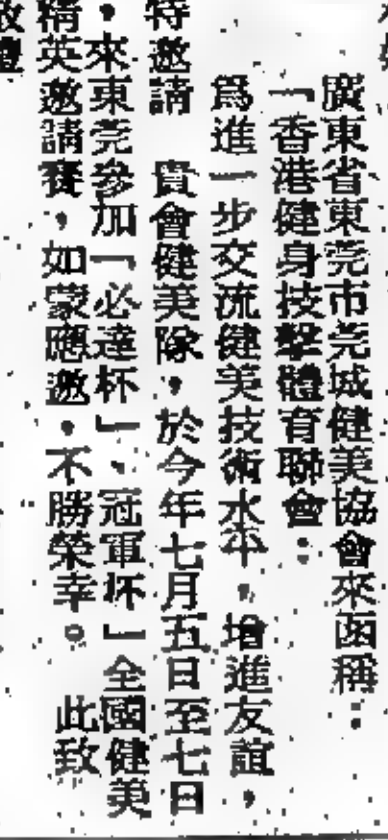 廣東省東莞市莞城健美協會來函稱：
「香港健身技擊體育聯會：
爲進一步交流健美技術水平，增進友誼，
特邀請　貴會健美隊，於今年七月五日至七日
，來東莞參加「必達杯」、冠軍杯」全國健美
精英邀請賽，如蒙應邀，不勝榮幸。　此致
敬禮